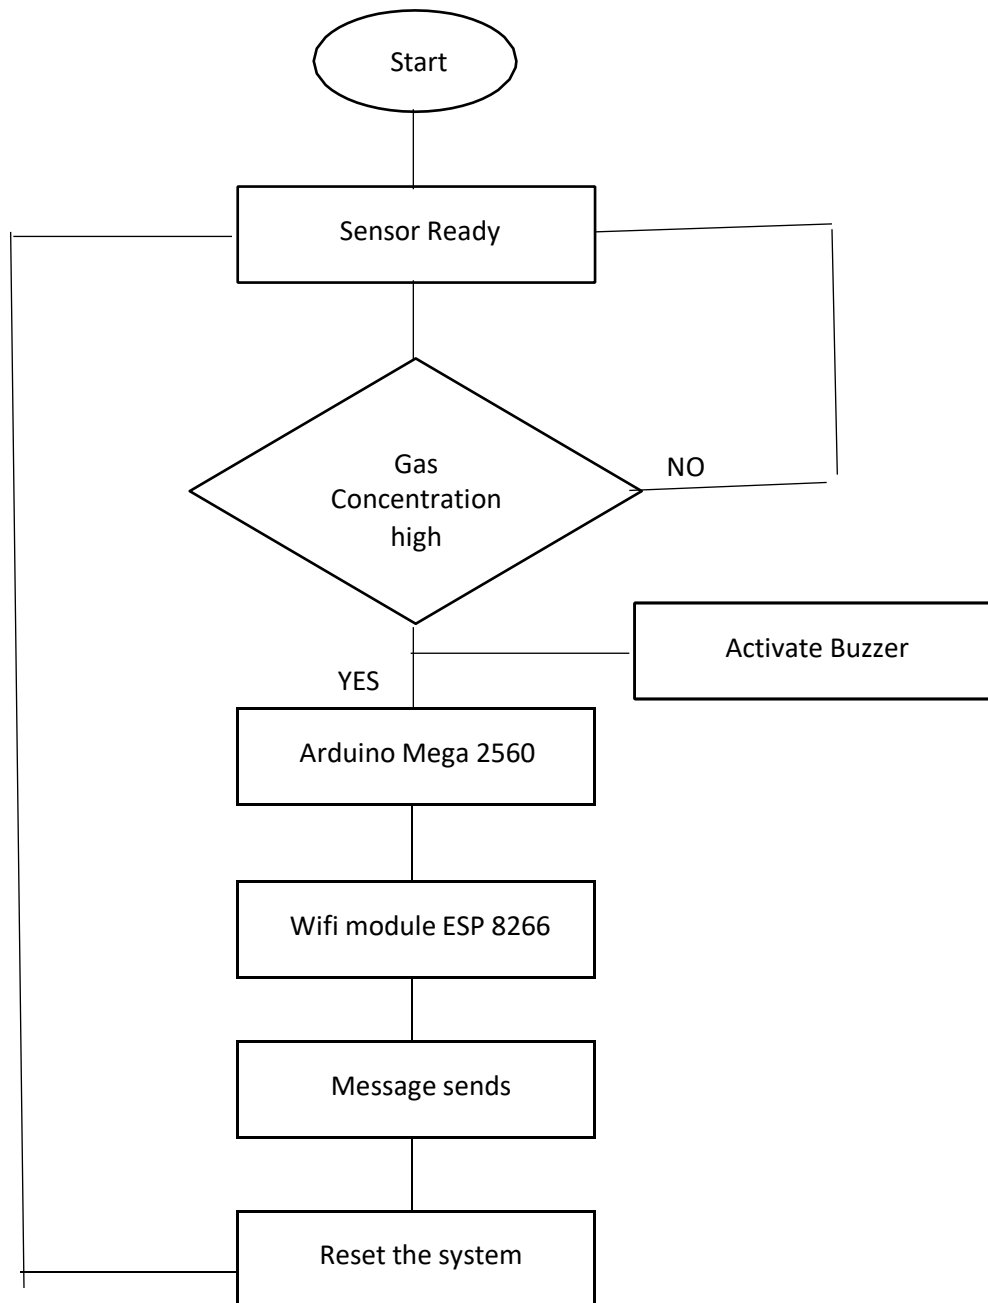 Start
Sensor Ready
Gas
Concentration
high
NO
Activate Buzzer
YES
Arduino Mega 2560
Wifi module ESP 8266
Message sends
Reset the system